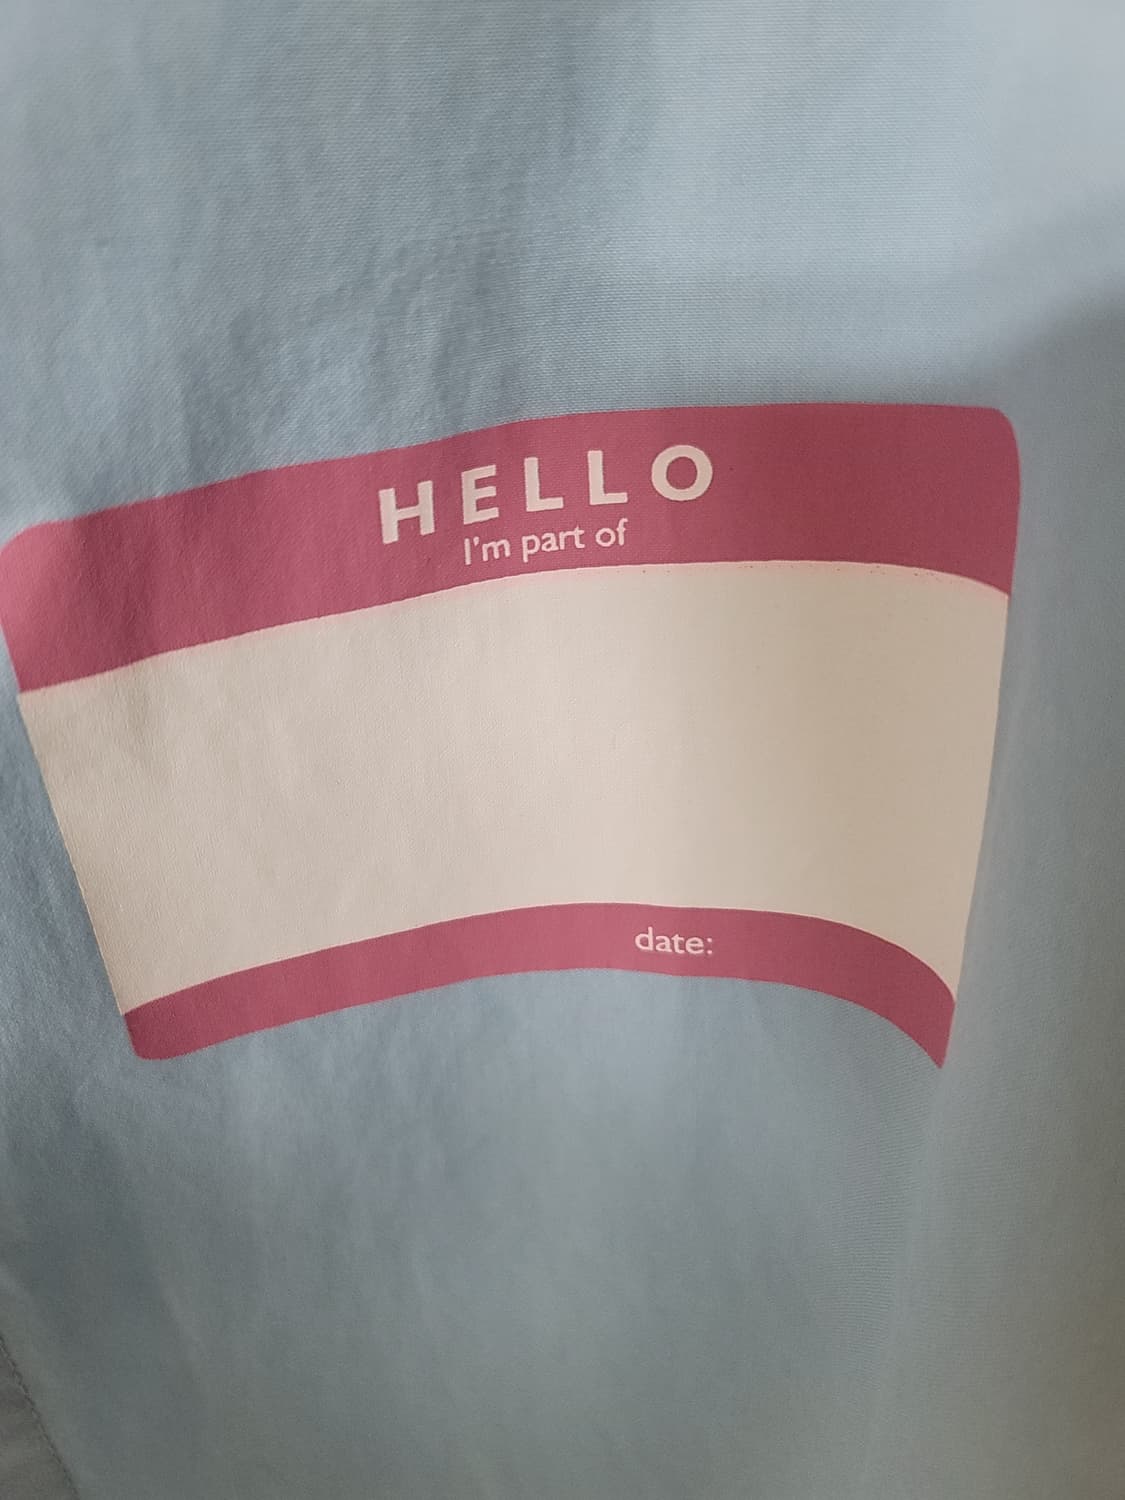 HELLO
I'm part of
date: